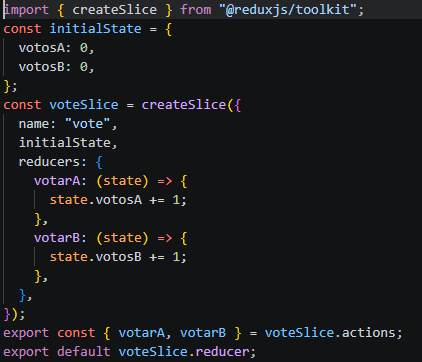 import { createSlice } from "@reduxjs/toolkit";
const initialState = {
  votosA: 0,
  votosB: 0,
};
const voteSlice = createSlice({
  name: "vote",
  initialState,
  reducers: {
    votarA: (state) => {
      state.votosA += 1;
    },
    votarB: (state) => {
      state.votosB += 1;
    },
  },
});
export const { votarA, votarB } = voteSlice.actions;
export default voteSlice.reducer;